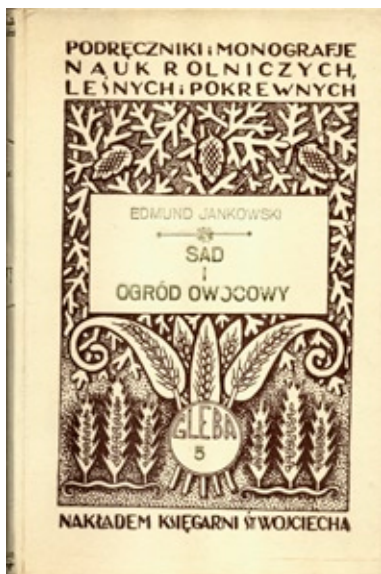 PODRĘCZNIKI i MONOGRAFJE
NAUK ROLNICZYCH,
LEŚNYCH i POKREWNYCH
EDMUND JANKOWSKI
SAD
I
OGRÓD OWOCOWY
GLEBA
5
NAKŁADEM KSIĘGARNI ŚW WOJCIECHA